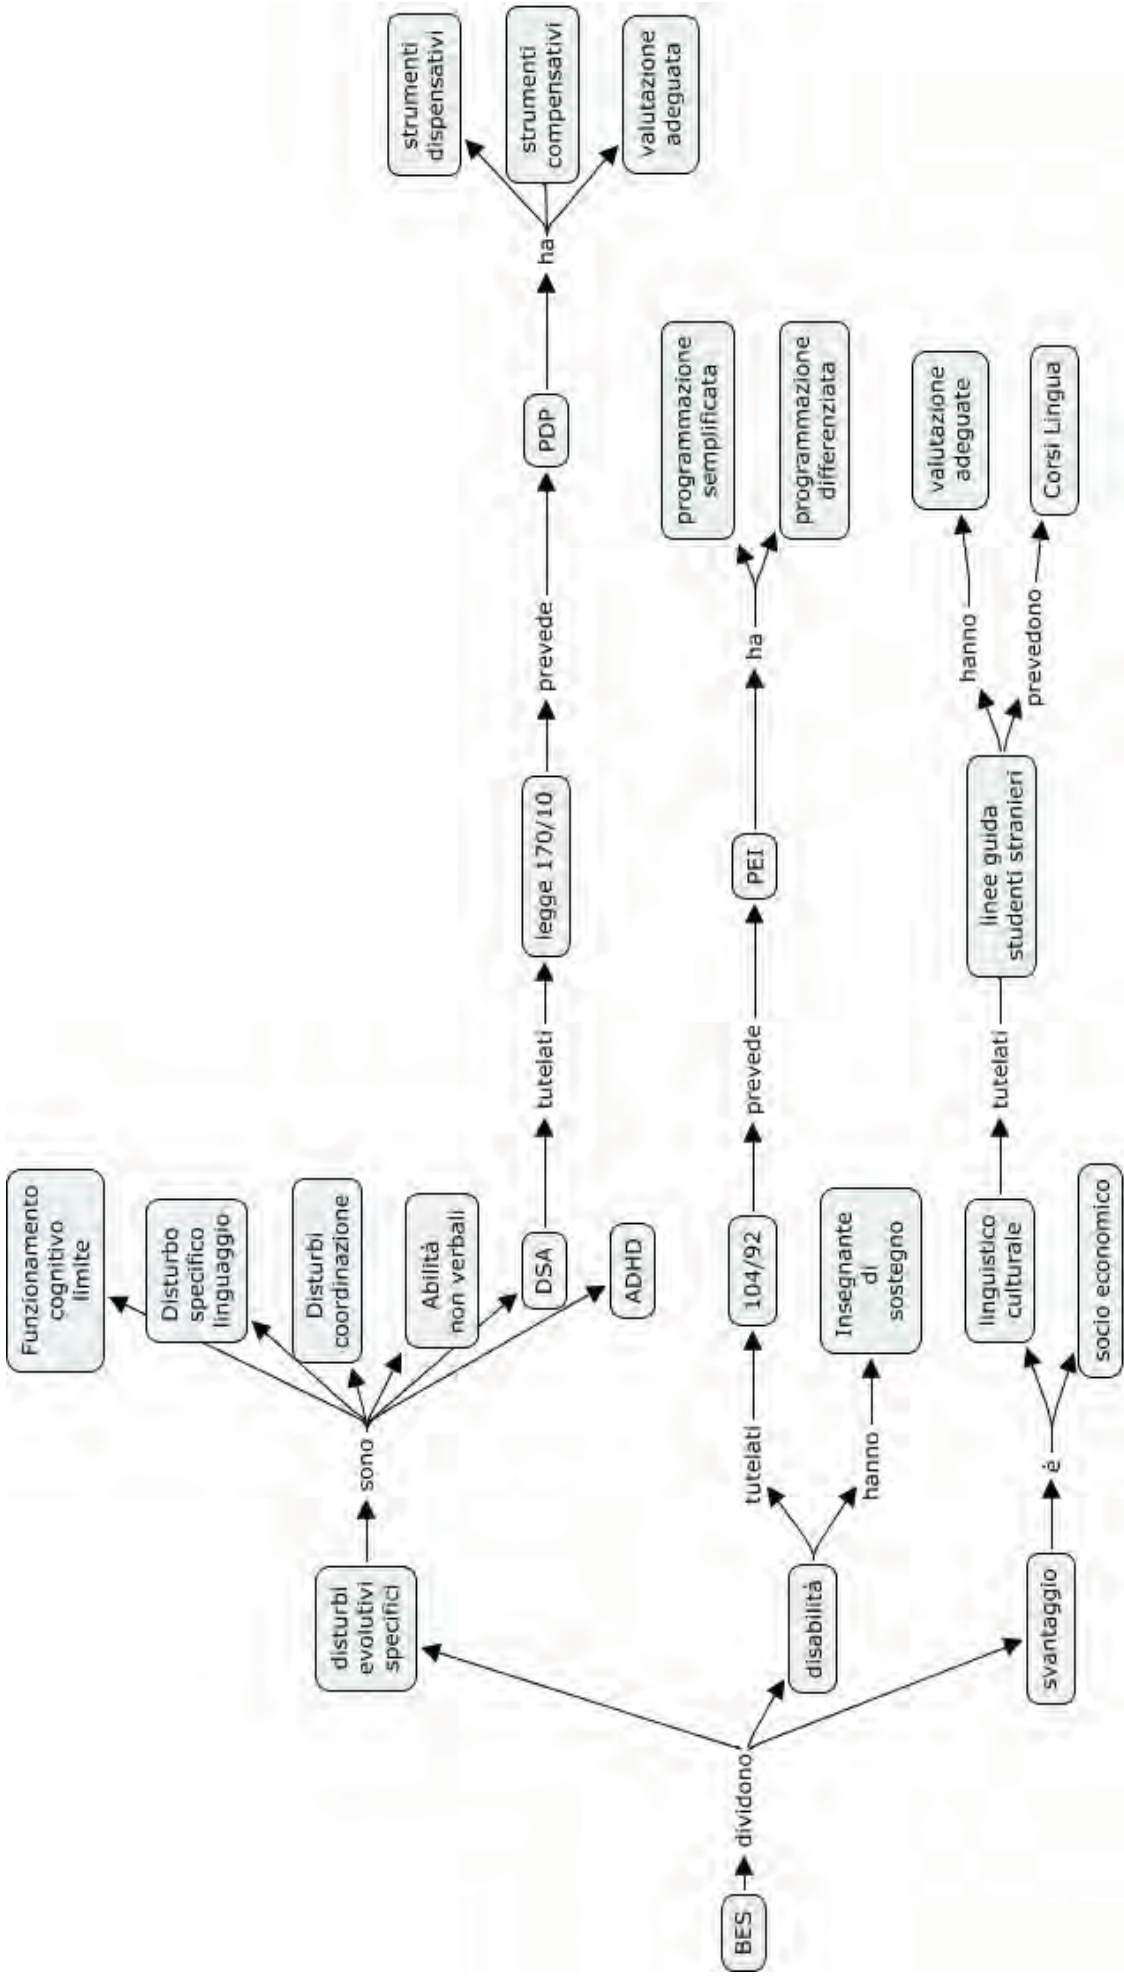 BES
dividono
disturbi
evolutivi
specifici
sono
Funzionamento
cognitivo
limite
Disturbo
specifico
linguaggio
Disturbi
coordinazione
Abilità
non verbali
DSA
ADHD
tutelati
legge 170/10
prevede
PDP
ha
strumenti
dispensativi
strumenti
compensativi
valutazione
adeguata
disabilità
tutelati
104/92
prevede
PEI
ha
programmazione
semplificata
programmazione
differenziata
hanno
Insegnante
di
sostegno
svantaggio
è
linguistico
culturale
socio economico
tutelati
linee guida
studenti stranieri
hanno
valutazione
adeguate
prevedono
Corsi Lingua